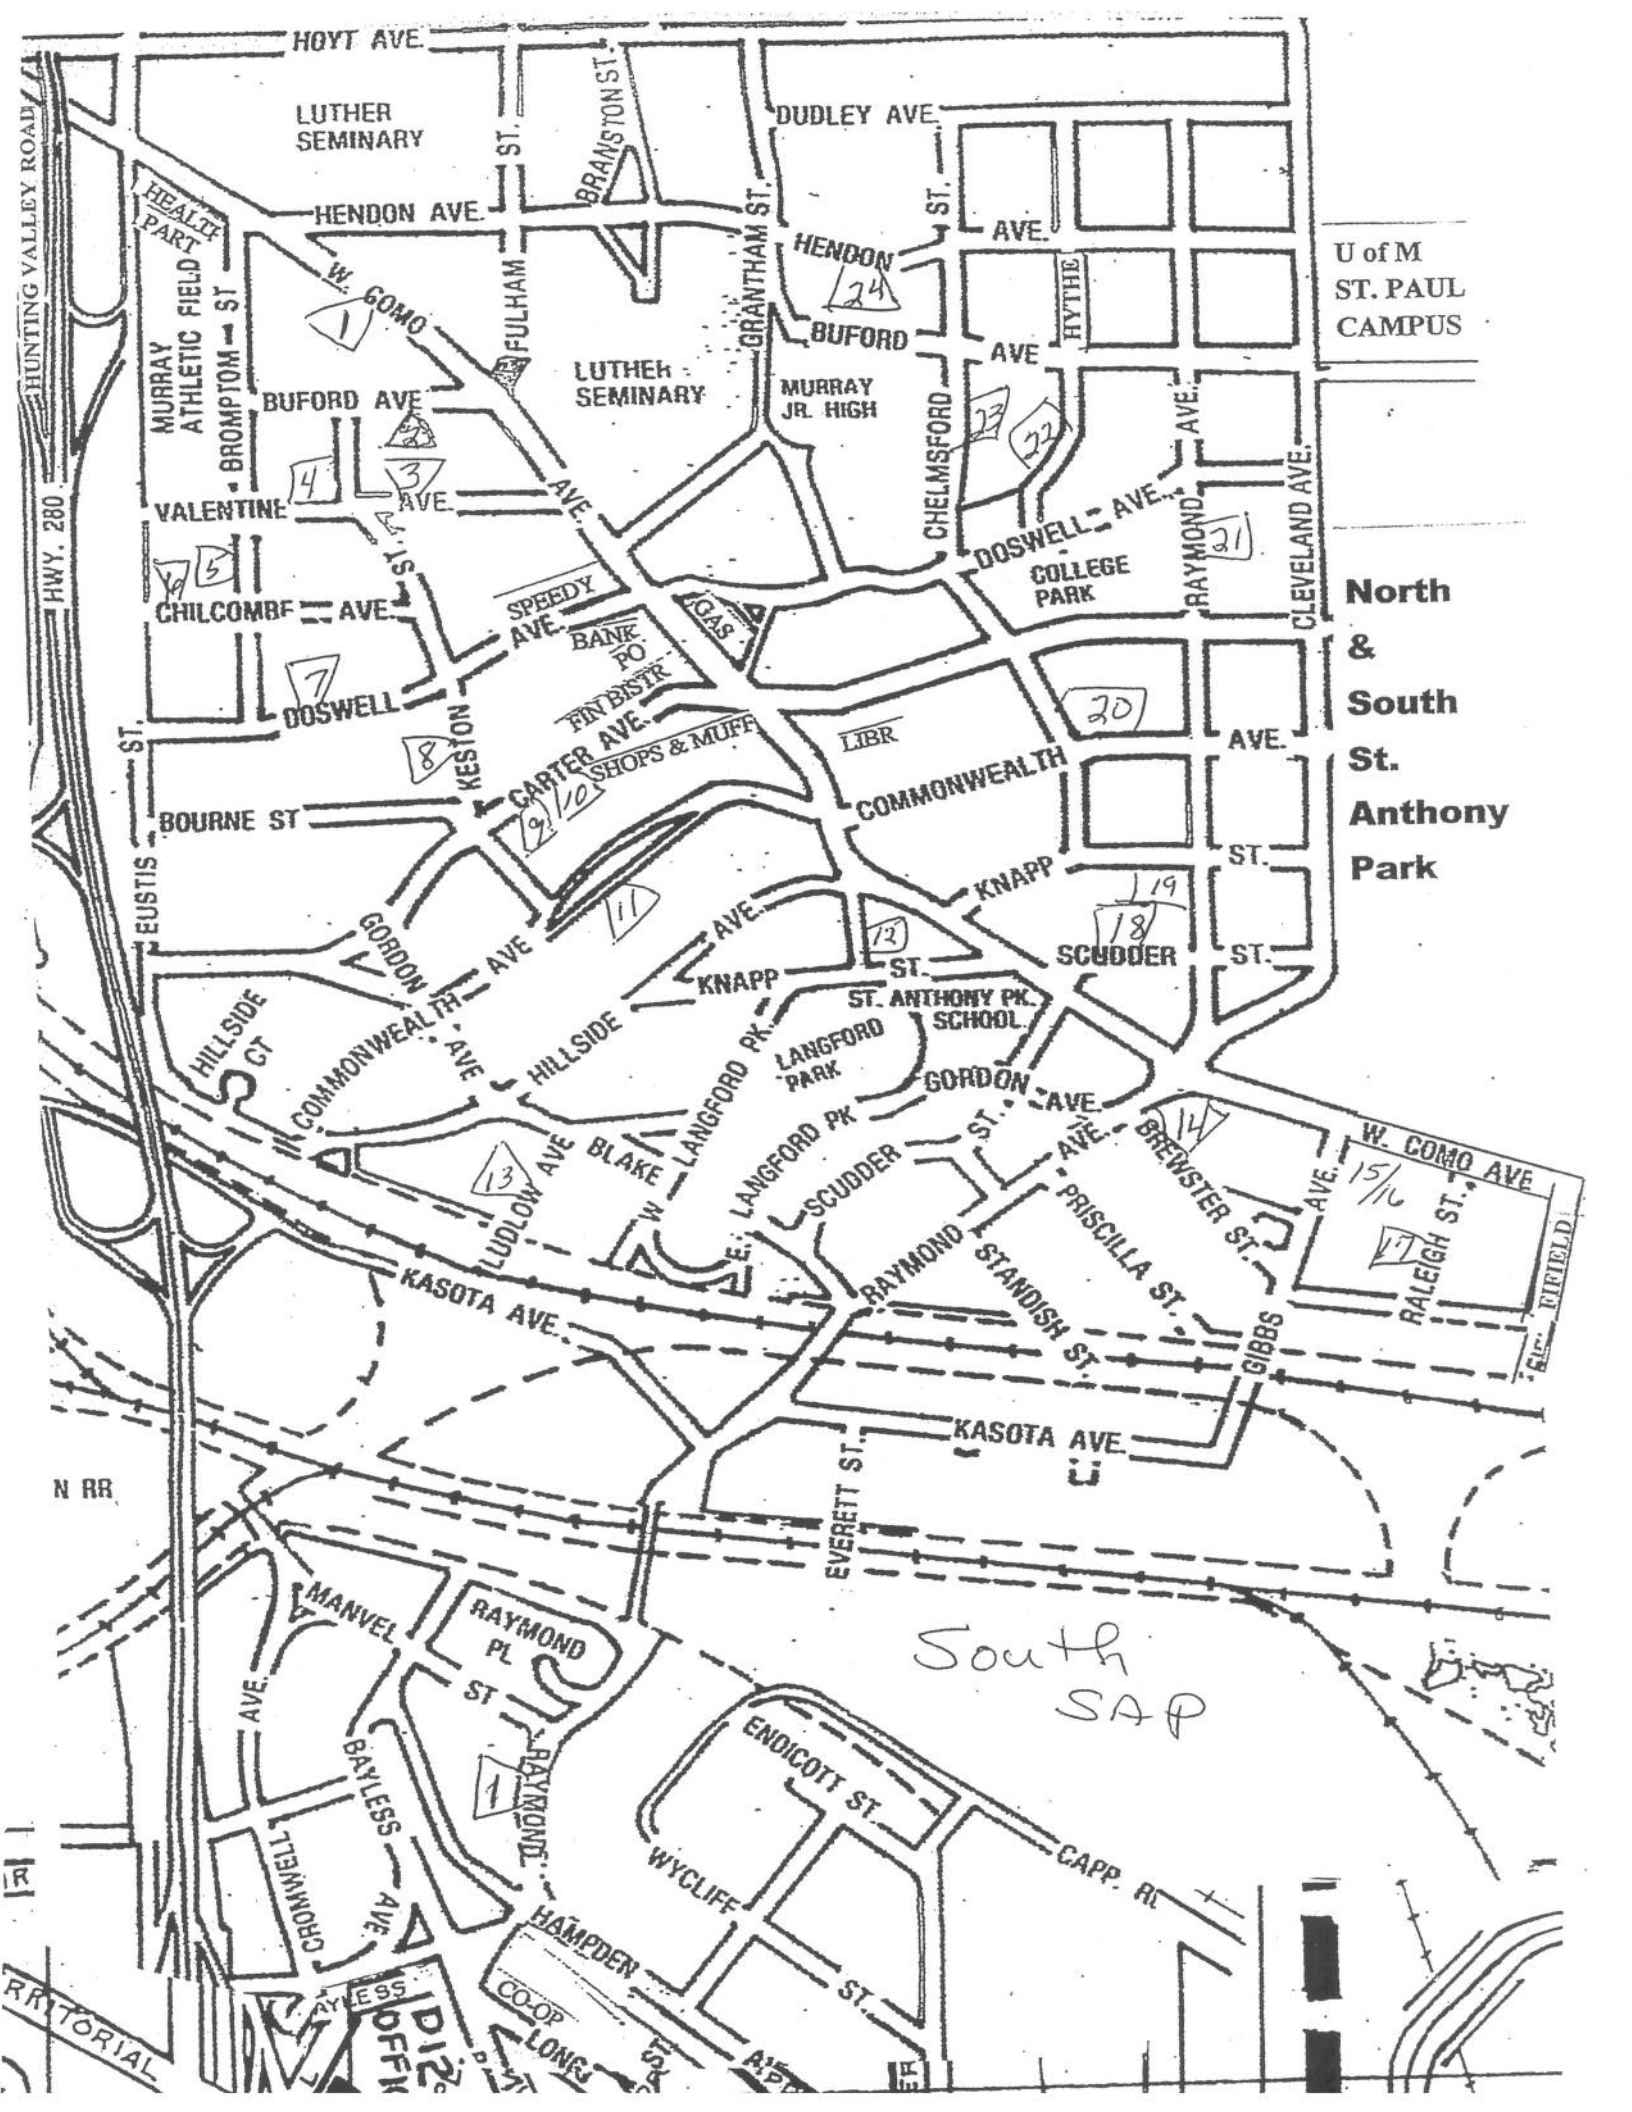 HOYT AVE.
LUTHER
SEMINARY
ST.
BRANSTON ST.
DUDLEY AVE.
HUNTING VALLEY ROAD
HENDON AVE.
GRANTHAM ST.
HENDON
ST.
AVE.
U of M
ST. PAUL
CAMPUS
PART
W. COMO
1
FULHAM
24
HYTHE
BUFORD
AVE
MURRAY
ATHLETIC FIELD
BROMPTOM ST
BUFORD AVE
LUTHER
SEMINARY
MURRAY
JR. HIGH
2
3
4
23
22
CHELMSFORD
AVE.
CLEVELAND AVE.
HWY. 280
VALENTINE
AVE.
AVE.
ST.
DOSWELL AVE.
RAYMOND
21
6
5
COLLEGE
PARK
CHILCOMBE AVE.
SPEEDY
AVE.
BANK
PO
GAS
North
&
South
St.
Anthony
Park
7
DOSWELL
FIN BISTR
CARTER AVE.
SHOPS & MUFF
LIBR
20
AVE.
ST.
8
KESTON
COMMONWEALTH
9
10
BOURNE ST
EUSTIS
KNAPP
ST.
19
18
11
12
GORDON
AVE
AVE.
SCUDDER
ST.
KNAPP
ST.
ST. ANTHONY PK.
SCHOOL
HILLSIDE
CT
COMMONWEALTH
AVE
HILLSIDE
LANGFORD
PARK
GORDON
AVE.
W LANGFORD PK.
E. LANGFORD PK
BLAKE
13
LUDLOW AVE
SCUDDER
ST.
AVE.
14
BREWSTER ST.
W. COMO AVE
15/16
AVE.
17
RALEIGH ST.
FIFIELD
PRISCILLA ST.
RAYMOND
STANDISH ST.
GIBBS
KASOTA AVE.
KASOTA AVE.
EVERETT ST.
N RR
MANVEL
RAYMOND
PL
ST
South
SAP
AVE.
BAYLESS
AVE
1
RAYMOND
ENDICOTT ST.
CAPP. R
WYCLIFF
ST.
CROMWELL
HAMPDEN
R
RRITORIAL
AYLESS
CO-OP
LONG